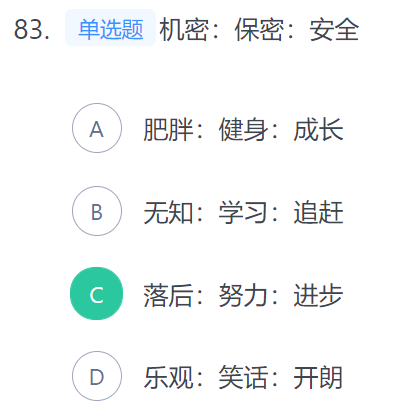 83. 单选题 机密：保密：安全
A 肥胖：健身：成长
B 无知：学习：追赶
C 落后：努力：进步
D 乐观：笑话：开朗